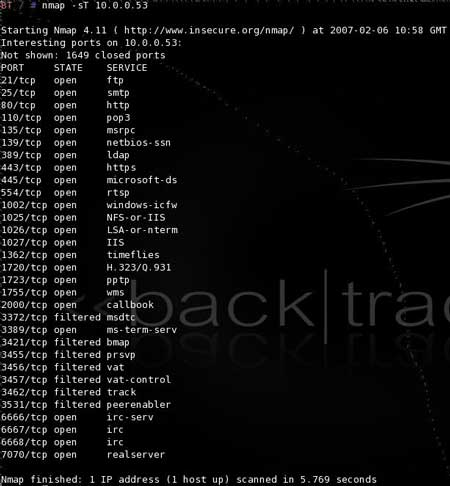 BT / # nmap -sT 10.0.0.53
Starting Nmap 4.11 ( http://www.insecure.org/nmap/ ) at 2007-02-06 10:58 GMT
Interesting ports on 10.0.0.53:
Not shown: 1649 closed ports
PORT     STATE    SERVICE
21/tcp   open     ftp
25/tcp   open     smtp
80/tcp   open     http
110/tcp  open     pop3
135/tcp  open     msrpc
139/tcp  open     netbios-ssn
389/tcp  open     ldap
443/tcp  open     https
445/tcp  open     microsoft-ds
554/tcp  open     rtsp
1002/tcp open     windows-icfw
1025/tcp open     NFS-or-IIS
1026/tcp open     LSA-or-nterm
1027/tcp open     IIS
1362/tcp open     timeflies
1720/tcp open     H.323/Q.931
1723/tcp open     pptp
1755/tcp open     wms
2000/tcp open     callbook
3372/tcp filtered msdtc
3389/tcp open     ms-term-serv
3421/tcp filtered bmap
3455/tcp filtered prsvp
3456/tcp filtered vat
3457/tcp filtered vat-control
3462/tcp filtered track
3531/tcp filtered peerenabler
6666/tcp open     irc-serv
6667/tcp open     irc
6668/tcp open     irc
7070/tcp open     realserver
Nmap finished: 1 IP address (1 host up) scanned in 5.769 seconds
back|trac